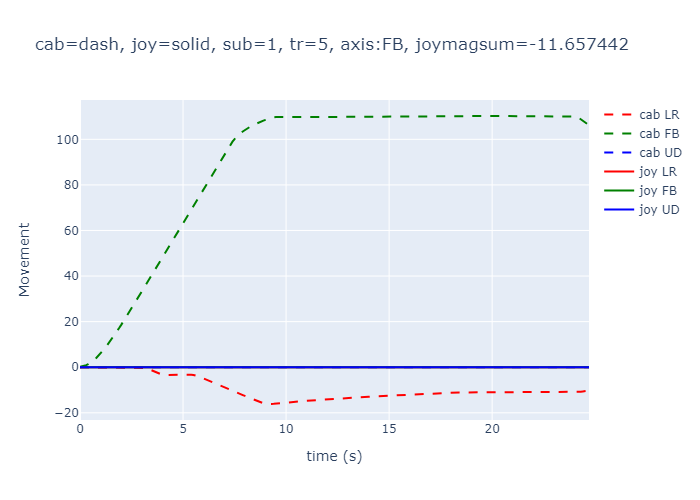 cab=dash, joy=solid, sub=1, tr=5, axis:FB, joymagsum=-11.657442
cab LR
cab FB
cab UD
joy LR
joy FB
joy UD
100
80
60
40
20
0
−20
Movement
0 5 10 15 20
time (s)